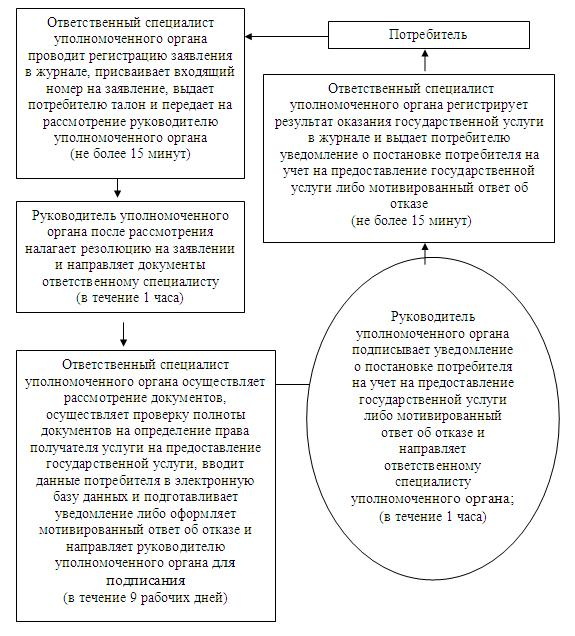 Потребитель
Ответственный специалист
уполномоченного органа
проводит регистрацию заявления
в журнале, присваивает входящий
номер на заявление, выдает
потребителю талон и передает на
рассмотрение руководителю
уполномоченного органа
(не более 15 минут)
Руководитель уполномоченного
органа после рассмотрения
налагает резолюцию на заявлении
и направляет документы
ответственному специалисту
(в течение 1 часа)
Ответственный специалист
уполномоченного органа осуществляет
рассмотрение документов,
осуществляет проверку полноты
документов на определение права
получателя услуги на предоставление
государственной услуги, вводит
данные потребителя в электронную
базу данных и подготавливает
уведомление либо оформляет
мотивированный ответ об отказе и
направляет руководителю
уполномоченного органа для
подписания
(в течение 9 рабочих дней)
Руководитель
уполномоченного органа
подписывает уведомление
о постановке потребителя
на учет на предоставление
государственной услуги
либо мотивированный
ответ об отказе и
направляет
ответственному
специалисту
уполномоченного органа;
(в течение 1 часа)
Ответственный специалист
уполномоченного органа регистрирует
результат оказания государственной услуги
в журнале и выдает потребителю
уведомление о постановке потребителя на
учет на предоставление государственной
услуги либо мотивированный ответ об
отказе
(не более 15 минут)